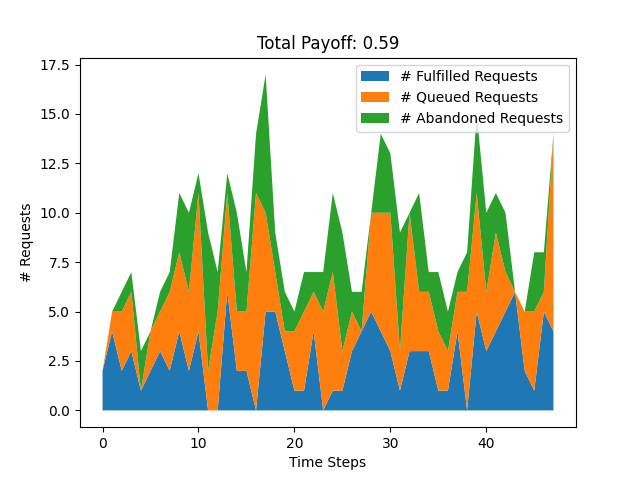 Total Payoff: 0.59
17.5
15.0
12.5
10.0
7.5
5.0
2.5
0.0
# Requests
# Fulfilled Requests
# Queued Requests
# Abandoned Requests
0 10 20 30 40
Time Steps